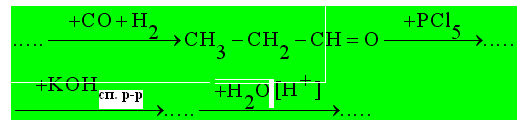 ..... +CO + H2 → CH3 – CH2 – CH = O +PCl5 → .....
+KOH сп. р-р → ..... +H2O [H+] → .....